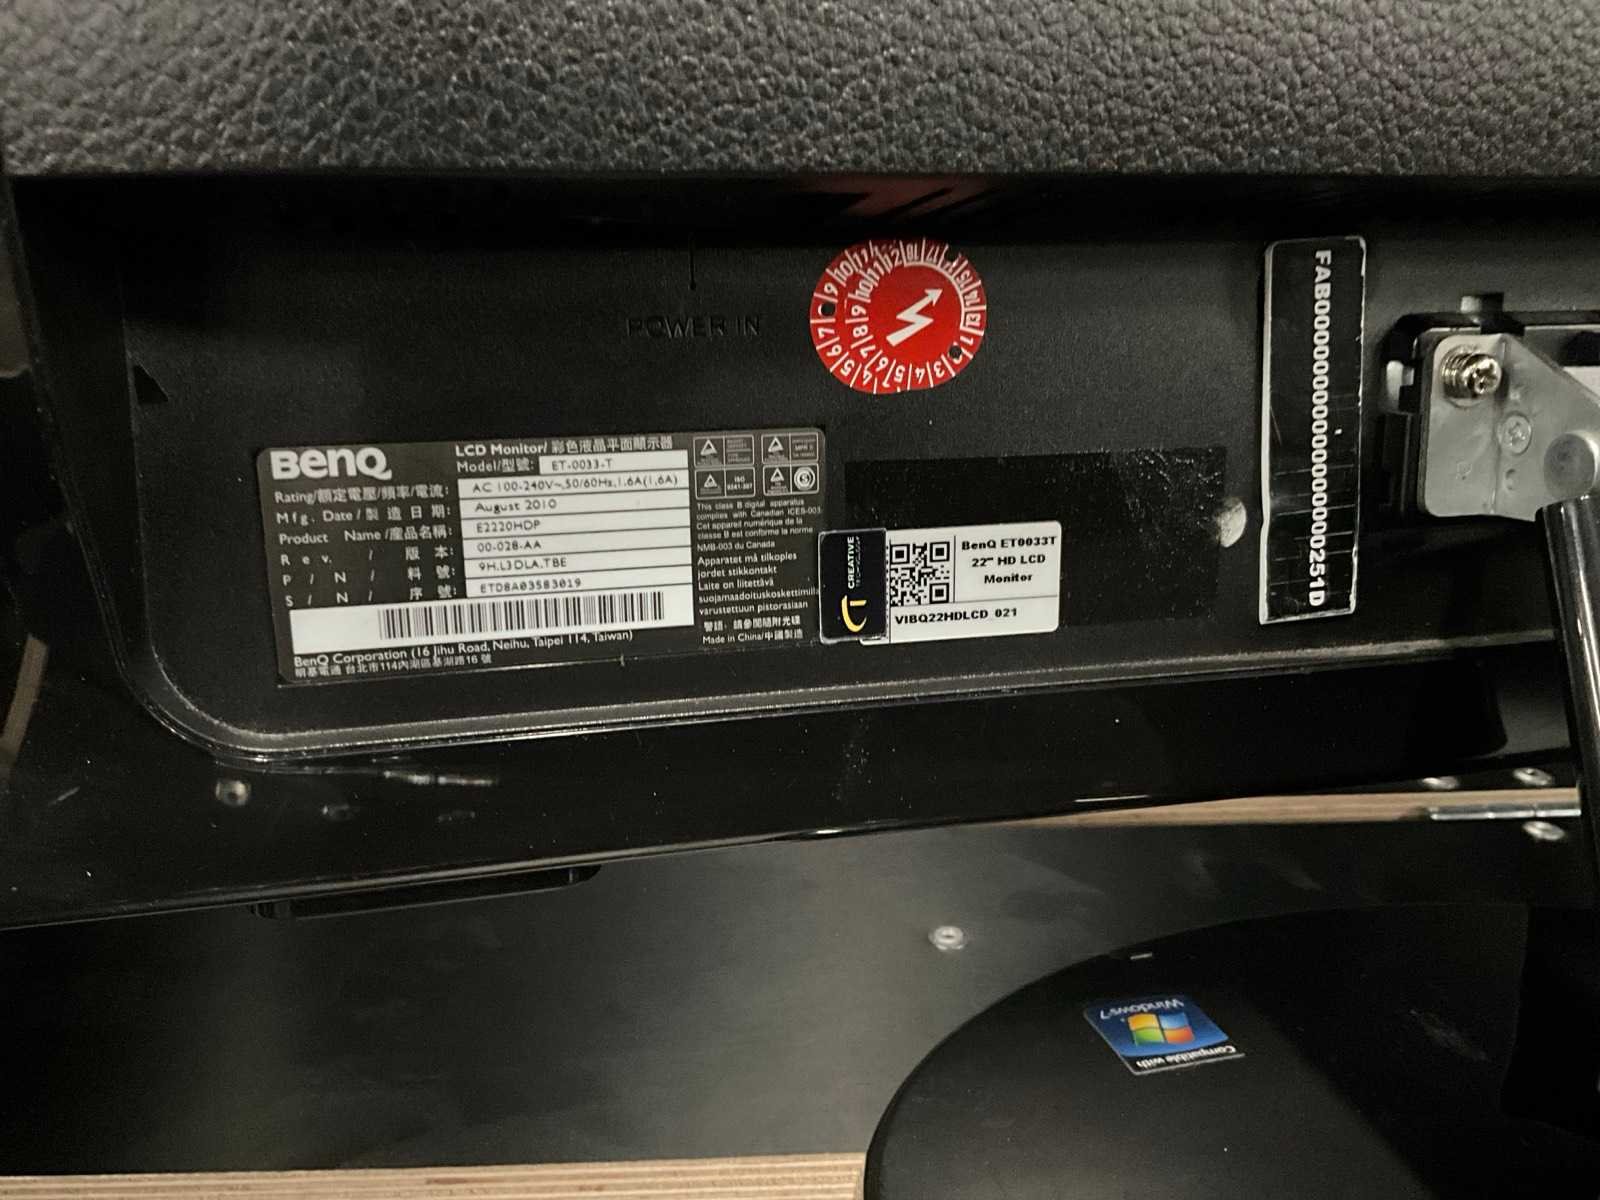 POWER IN
BenQ
LCD Monitor/ 彩色液晶平面顯示器
Model/型號: ET-0033-T
Rating/額定電壓/頻率/電流: AC 100-240V~,50/60Hz,1.6A(1.6A)
Mfg. Date/製造日期: August 2010
Product Name/產品名稱: E2220HDP
Rev. / 版本: 00-028-AA
P/N/ 料號: 9H.L3DLA.TBE
S/N/ 序號: ETD8A03583019
BenQ Corporation (16 Jihu Road, Neihu, Taipei 114, Taiwan)
明基電通 台北市114內湖區基湖路16號
ISO
This class B digital apparatus
complies with Canadian ICES-003
Cet appareil numérique de la
classe B est conforme la norme
NMB-003 du Canada
Apparatet må tilkoples
jordet stikkontakt
Laite on liitettävä
suojamaadoituskoskettimilla
varustettuun pistorasiaan
警語: 請參閱隨附光碟
Made in China/中國製造
CREATIVE
TECHNOLOGY
BenQ ET0033T
22" HD LCD
Monitor
VIBQ22HDLCD_021
Windows 7
Compatible with